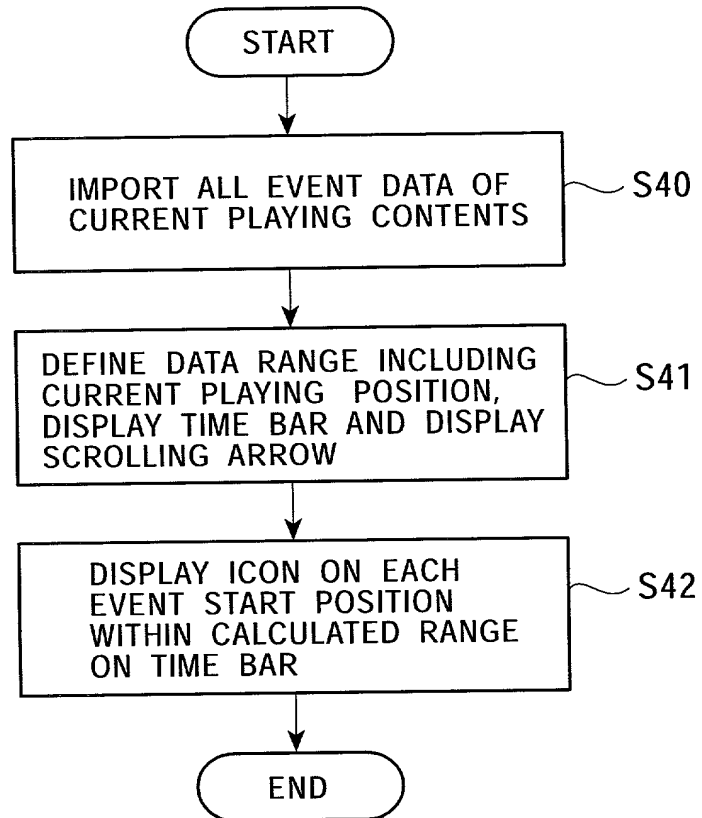 START
IMPORT ALL EVENT DATA OF
CURRENT PLAYING CONTENTS
S40
DEFINE DATA RANGE INCLUDING
CURRENT PLAYING POSITION,
DISPLAY TIME BAR AND DISPLAY
SCROLLING ARROW
S41
DISPLAY ICON ON EACH
EVENT START POSITION
WITHIN CALCULATED RANGE
ON TIME BAR
S42
END